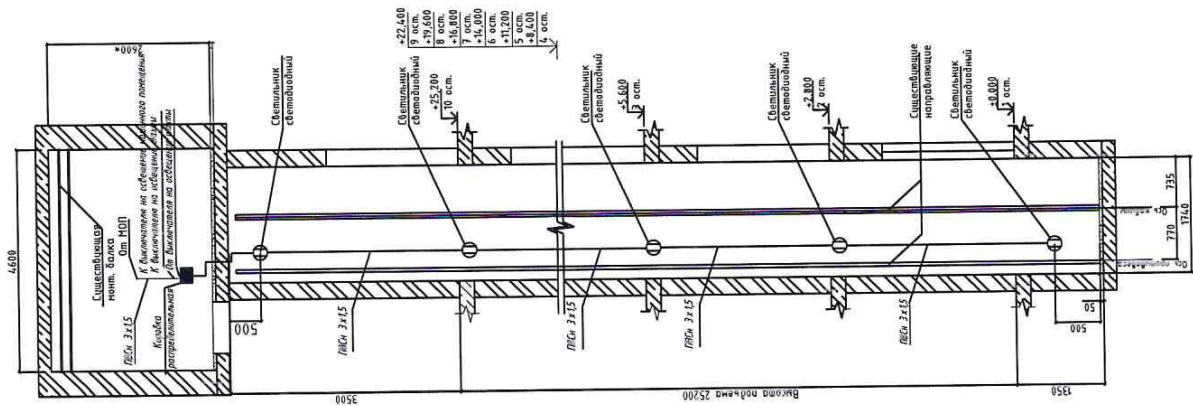 4600
2600*
Существующая
монт. балка
От МОП
ПВСн 3х1,5
Коробка
распределительная
К выключателя на освещение машинного помещения
От выключателя на освещение шахты
500
Светильник
светодиодный
Светильник
светодиодный
+25,200
10 ост.
+22,400
9 ост.
+19,600
8 ост.
+16,800
7 ост.
+14,000
6 ост.
+11,200
5 ост.
+8,400
4 ост.
ПВСн 3х1,5
3500
Светильник
светодиодный
+5,600
3 ост.
ПВСн 3х1,5
ПВСн 3х1,5
Светильник
светодиодный
+2,800
2 ост.
Существующие
направляющие
Светильник
светодиодный
+0,000
1 ост.
ПВСн 3х1,5
Высота подъема 25200
1350
500
50
Ось противовеса
Ось кабины
770
735
1740